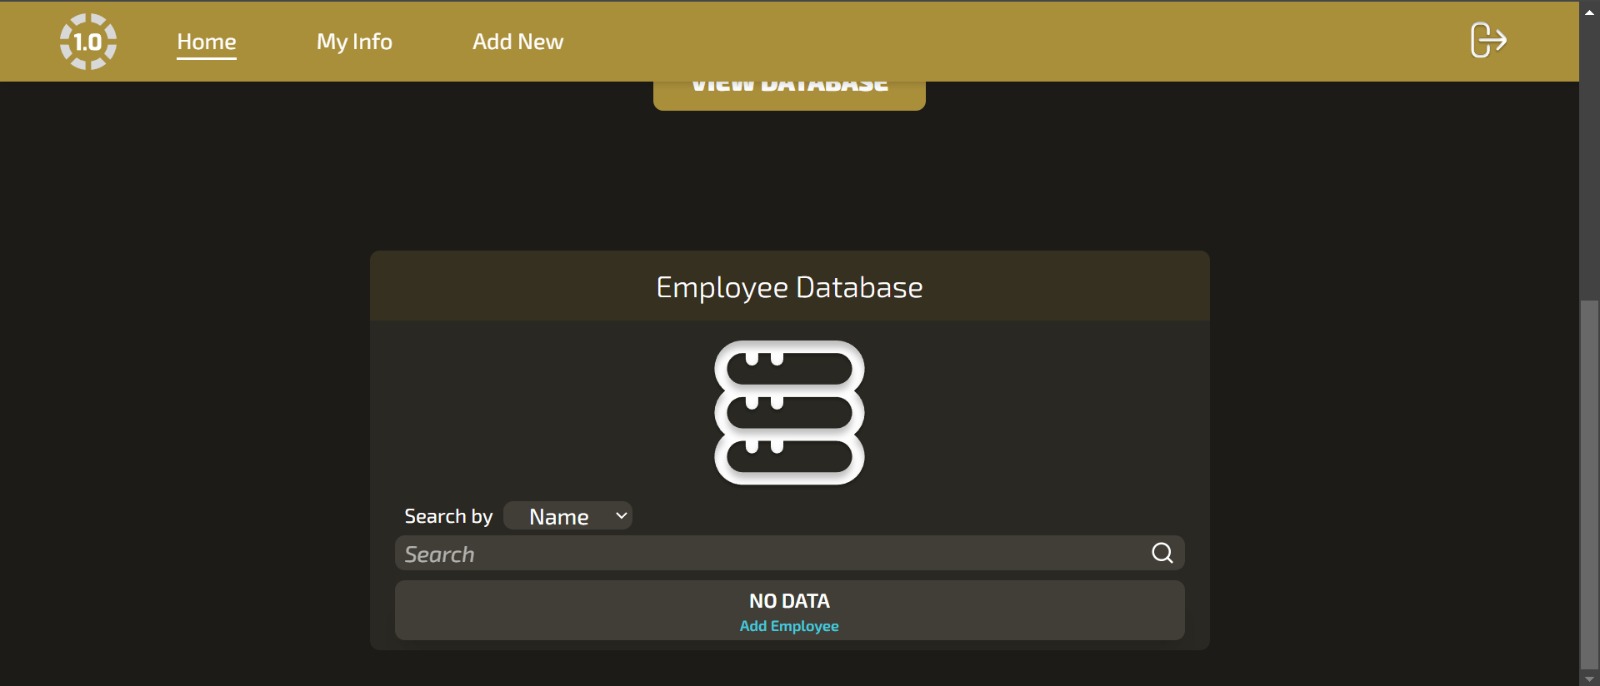 1.0
Home My Info Add New
VIEW DATABASE
Employee Database
Search by Name
Search
NO DATA
Add Employee